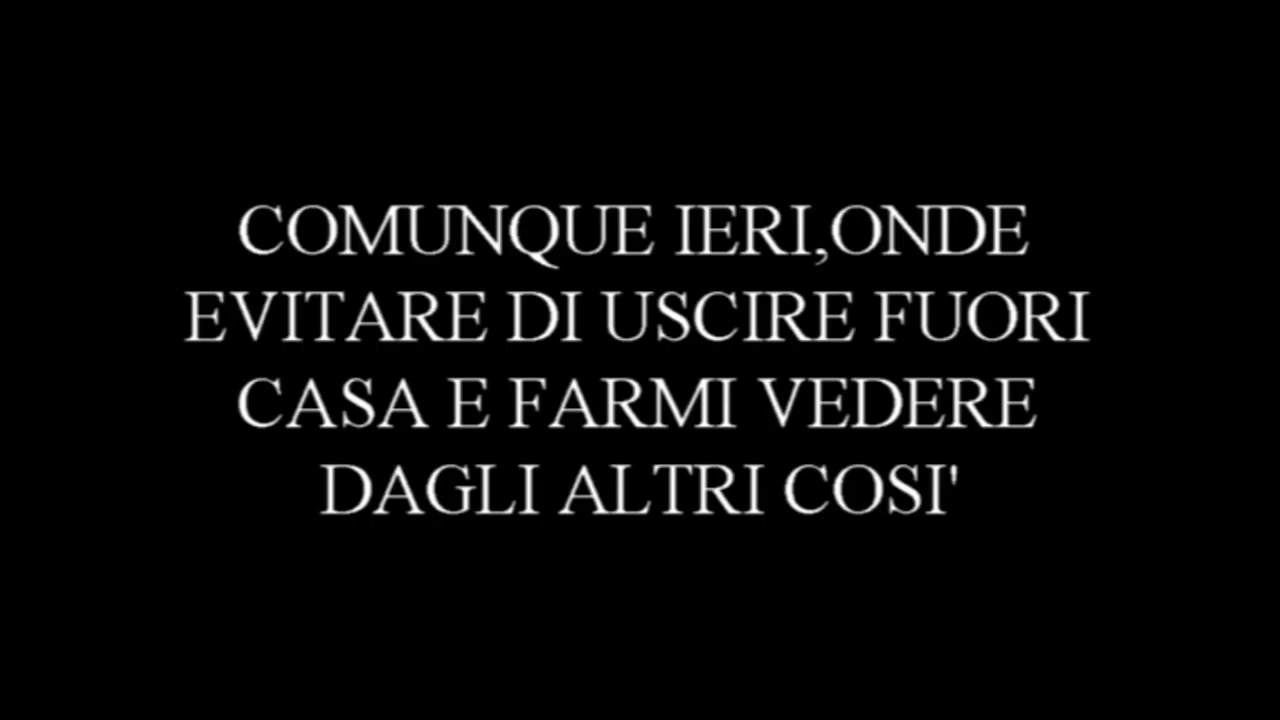 COMUNQUE IERI,ONDE
EVITARE DI USCIRE FUORI
CASA E FARMI VEDERE
DAGLI ALTRI COSI'